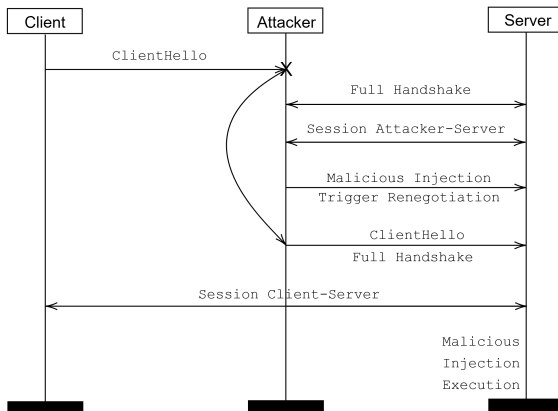 Client
Attacker
Server
ClientHello
X
Full Handshake
Session Attacker-Server
Malicious Injection
Trigger Renegotiation
ClientHello
Full Handshake
Session Client-Server
Malicious
Injection
Execution